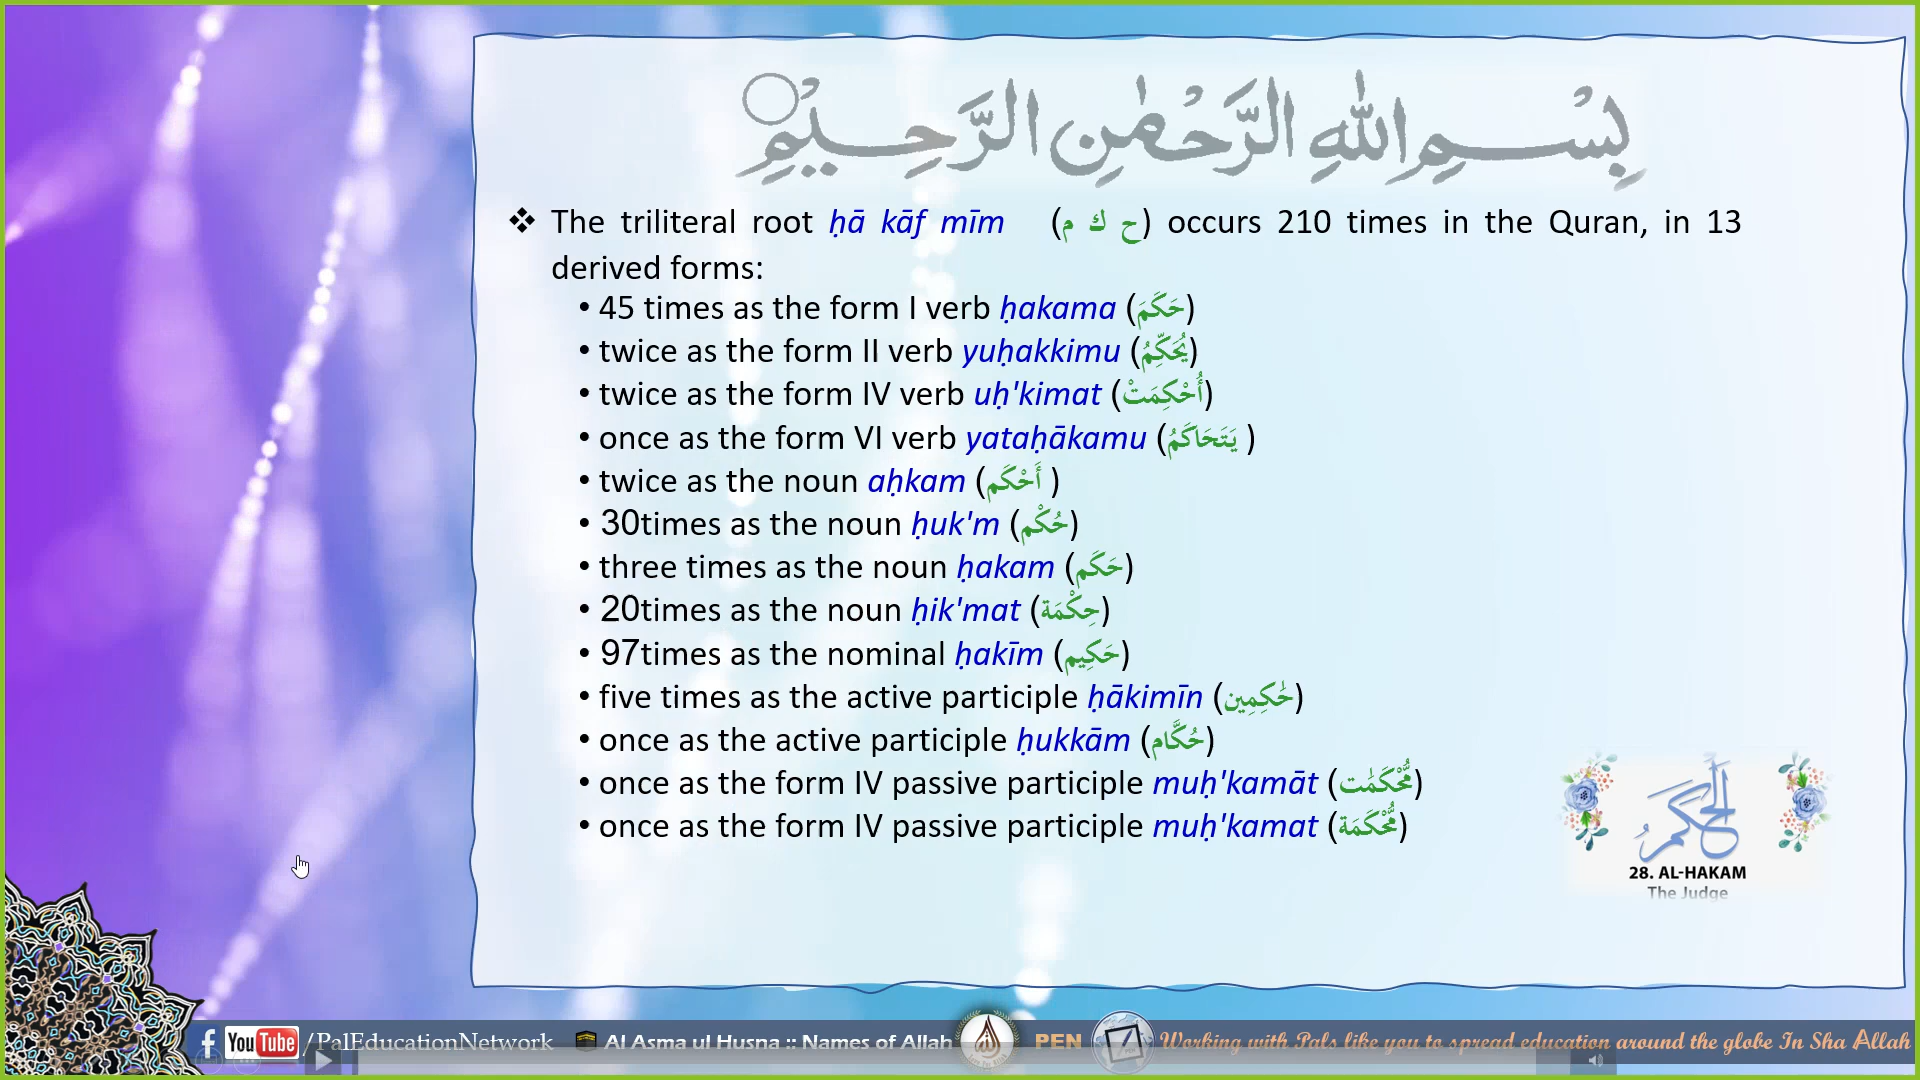 بِسْمِ اللهِ الرَّحْمٰنِ الرَّحِيْمِ
❖ The triliteral root ḥā kāf mīm (ح ك م) occurs 210 times in the Quran, in 13
derived forms:
• 45 times as the form I verb ḥakama (حَكَمَ)
• twice as the form II verb yuḥakkimu (يُحَكِّمُ)
• twice as the form IV verb uḥ'kimat (أُحْكِمَتْ)
• once as the form VI verb yataḥākamu (يَتَحَاكَمُ )
• twice as the noun aḥkam (أَحْكَم )
• 30times as the noun ḥuk'm (حُكْم)
• three times as the noun ḥakam (حَكَم)
• 20times as the noun ḥik'mat (حِكْمَة)
• 97times as the nominal ḥakīm (حَكِيم)
• five times as the active participle ḥākimīn (حَٰكِمِين)
• once as the active participle ḥukkām (حُكَّام)
• once as the form IV passive participle muḥ'kamāt (مُّحْكَمَٰت)
• once as the form IV passive participle muḥ'kamat (مُّحْكَمَة)
الْحَكَمُ
28. AL-HAKAM
The Judge
f YouTube /PalEducationNetwork Al Asma ul Husna :: Names of Allah PEN Working with Pals like you to spread education around the globe In Sha Allah